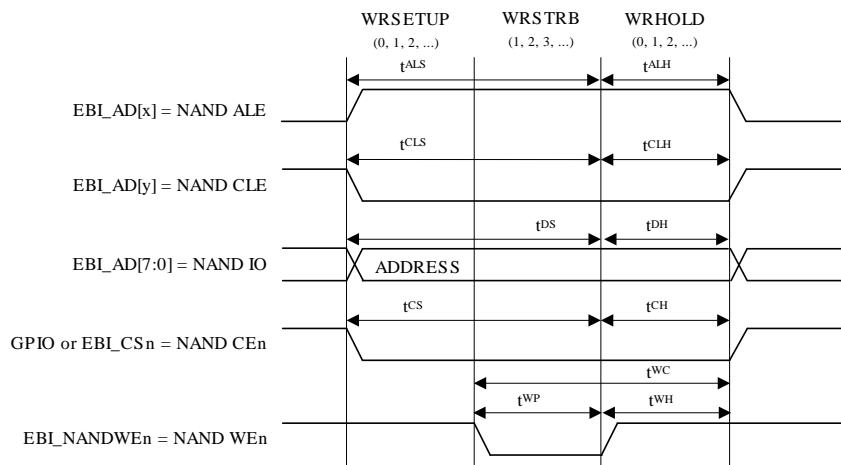 WRSETUP WRSTRB WRHOLD
(0, 1, 2, ...) (1, 2, 3, ...) (0, 1, 2, ...)
tALS tALH
EBI_AD[x] = NAND ALE
tCLS tCLH
EBI_AD[y] = NAND CLE
tDS tDH
EBI_AD[7:0] = NAND IO ADDRESS
tCS tCH
GPIO or EBI_CSn = NAND CEn
tWC
tWP tWH
EBI_NANDWEn = NAND WEn